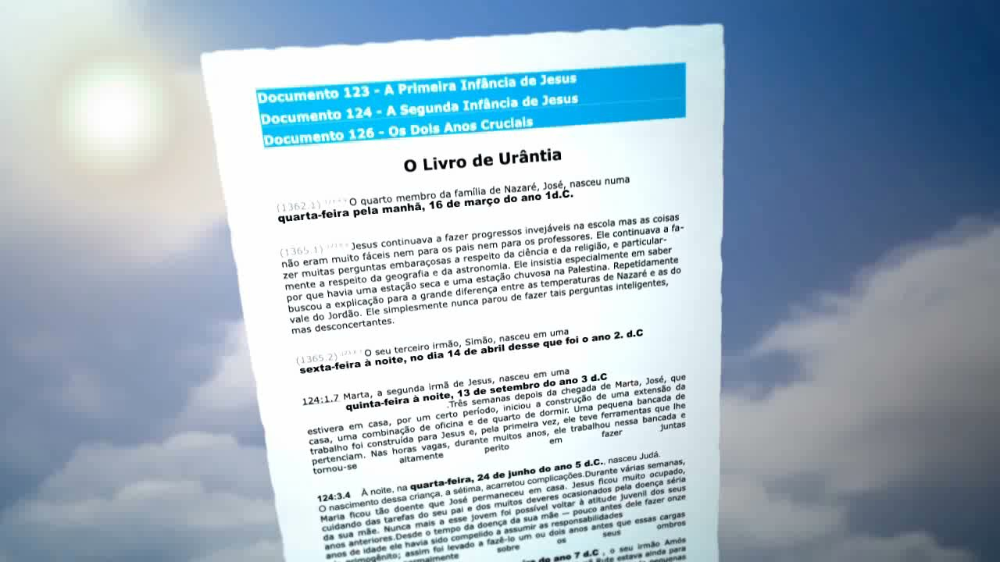 Documento 123 - A Primeira Infância de Jesus
Documento 124 - A Segunda Infância de Jesus
Documento 126 - Os Dois Anos Cruciais
O Livro de Urântia
(1362.1) O quarto membro da família de Nazaré, José, nasceu numa
quarta-feira pela manhã, 16 de março do ano 1d.C.
(1365.1) Jesus continuava a fazer progressos invejáveis na escola mas as coisas
não eram muito fáceis nem para os pais nem para os professores. Ele continuava a fa-
zer muitas perguntas embaraçosas a respeito da ciência e da religião, e particular-
mente a respeito da geografia e da astronomia. Ele insistia especialmente em saber
por que havia uma estação seca e uma estação chuvosa na Palestina. Repetidamente
buscou a explicação para a grande diferença entre as temperaturas de Nazaré e as do
vale do Jordão. Ele simplesmente nunca parou de fazer tais perguntas inteligentes,
mas desconcertantes.
(1365.2) O seu terceiro irmão, Simão, nasceu em uma
sexta-feira à noite, no dia 14 de abril desse que foi o ano 2. d.C
124:1.7 Marta, a segunda irmã de Jesus, nasceu em uma
quinta-feira à noite, 13 de setembro do ano 3 d.C
.Três semanas depois da chegada de Marta, José, que
estivera em casa, por um certo período, iniciou a construção de uma extensão da
casa, uma combinação de oficina e de quarto de dormir. Uma pequena bancada de
trabalho foi construída para Jesus e, pela primeira vez, ele teve ferramentas que lhe
pertenciam. Nas horas vagas, durante muitos anos, ele trabalhou nessa bancada e
tornou-se altamente perito em fazer juntas
124:3.4 À noite, na quarta-feira, 24 de junho do ano 5 d.C., nasceu Judá.
O nascimento dessa criança, a sétima, acarretou complicações.Durante várias semanas,
Maria ficou tão doente que José permaneceu em casa. Jesus ficou muito ocupado,
cuidando das tarefas do seu pai e dos muitos deveres ocasionados pela doença séria
da sua mãe. Nunca mais a esse jovem foi possível voltar à atitude juvenil dos seus
anos anteriores.Desde o tempo da doença da sua mãe — pouco antes dele fazer onze
anos de idade ele havia sido compelido a assumir as responsabilidades
primogênito; assim foi levado a fazê-lo um ou dois anos antes que essas cargas
normalmente sobre os seus ombros
de ano 7 d.C , o seu irmão Amós
Rute estava ainda para
pequenas